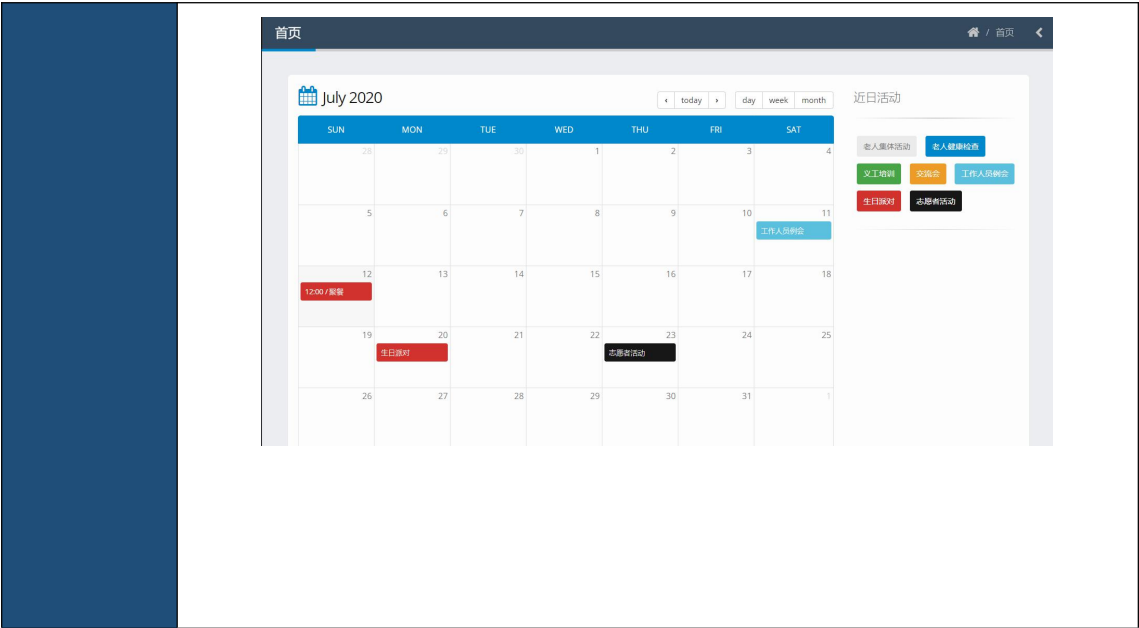 首页
/ 首页
July 2020
‹ today › day week month
SUN MON TUE WED THU FRI SAT
28 29 30 1 2 3 4
5 6 7 8 9 10 11
工作人员例会
12 13 14 15 16 17 18
12:00 / 聚餐
19 20 21 22 23 24 25
生日派对 志愿者活动
26 27 28 29 30 31 1
近日活动
老人集体活动 老人健康检查
义工培训 交流会 工作人员例会
生日派对 志愿者活动